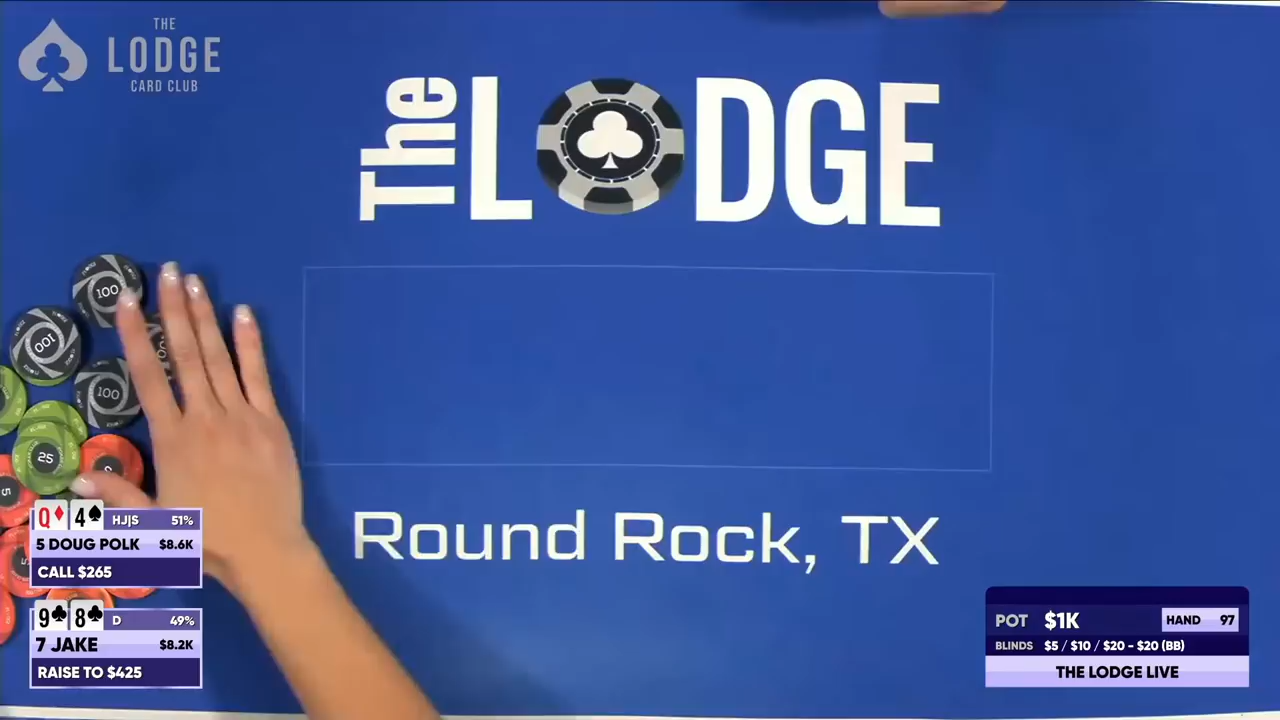 THE
LODGE
CARD CLUB
The LODGE
100
100
100
25
5
Round Rock, TX
Q♦ 4♠ HJ|S 51%
5 DOUG POLK $8.6K
CALL $265
9♣ 8♣ D 49%
7 JAKE $8.2K
RAISE TO $425
POT $1K HAND 97
BLINDS $5 / $10 / $20 - $20 (BB)
THE LODGE LIVE